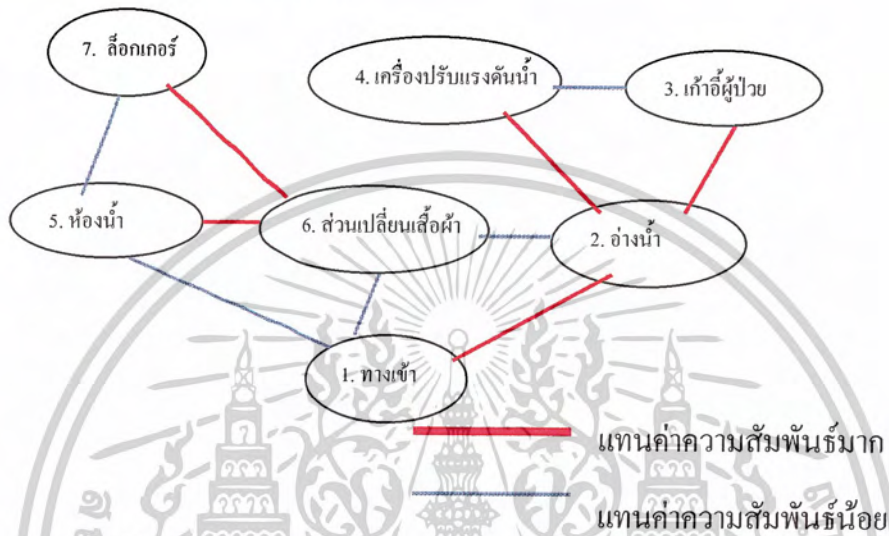 7. ล็อกเกอร์
4. เครื่องปรับแรงดันน้ำ
3. เก้าอี้ผู้ป่วย
5. ห้องน้ำ
6. ส่วนเปลี่ยนเสื้อผ้า
2. อ่างน้ำ
1. ทางเข้า
แทนค่าความสัมพันธ์มาก
แทนค่าความสัมพันธ์น้อย